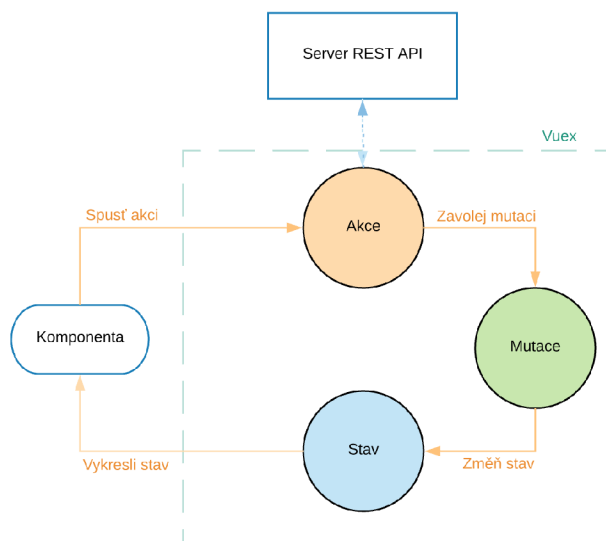 Server REST API
Vuex
Spusť akci
Akce
Zavolej mutaci
Komponenta
Mutace
Stav
Vykresli stav
Změň stav